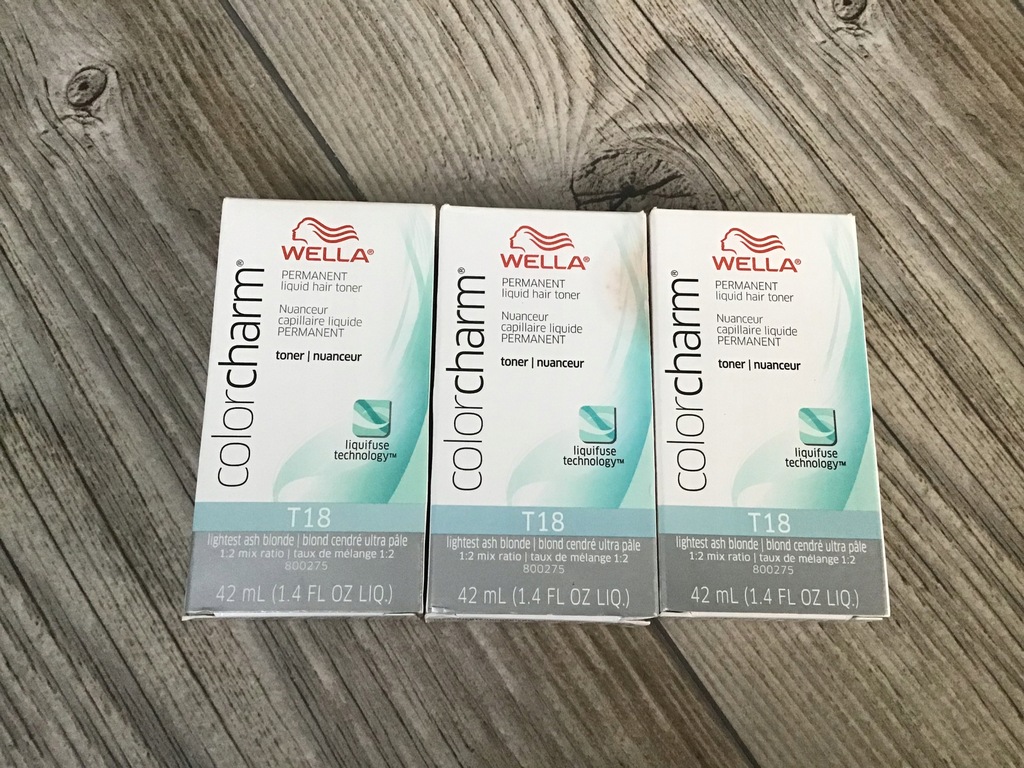 WELLA®
PERMANENT
liquid hair toner
Nuanceur
capillaire liquide
PERMANENT
toner | nuanceur
colorcharm®
liquifuse
technology™
T18
lightest ash blonde | blond cendré ultra pâle
1:2 mix ratio | taux de mélange 1:2
800275
42 mL (1.4 FL OZ LIQ.)
WELLA®
PERMANENT
liquid hair toner
Nuanceur
capillaire liquide
PERMANENT
toner | nuanceur
colorcharm®
liquifuse
technology™
T18
lightest ash blonde | blond cendré ultra pâle
1:2 mix ratio | taux de mélange 1:2
800275
42 mL (1.4 FL OZ LIQ.)
WELLA®
PERMANENT
liquid hair toner
Nuanceur
capillaire liquide
PERMANENT
toner | nuanceur
colorcharm®
liquifuse
technology™
T18
lightest ash blonde | blond cendré ultra pâle
1:2 mix ratio | taux de mélange 1:2
800275
42 mL (1.4 FL OZ LIQ.)